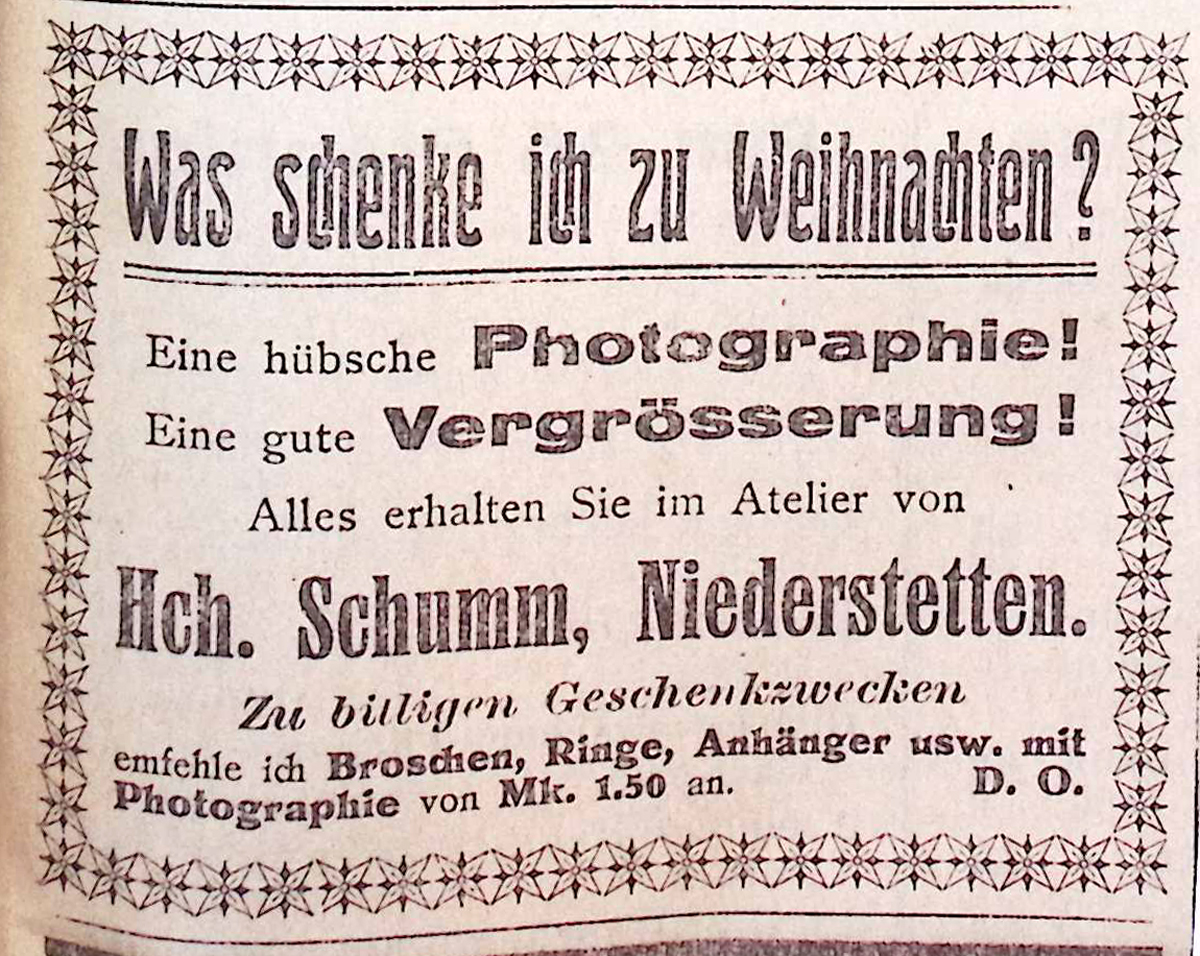 Was schenke ich zu Weihnachten?
Eine hübsche Photographie!
Eine gute Vergrösserung!
Alles erhalten Sie im Atelier von
Hch. Schumm, Niederstetten.
Zu billigen Geschenkzwecken
emfehle ich Broschen, Ringe, Anhänger usw. mit
Photographie von Mk. 1.50 an. D. O.